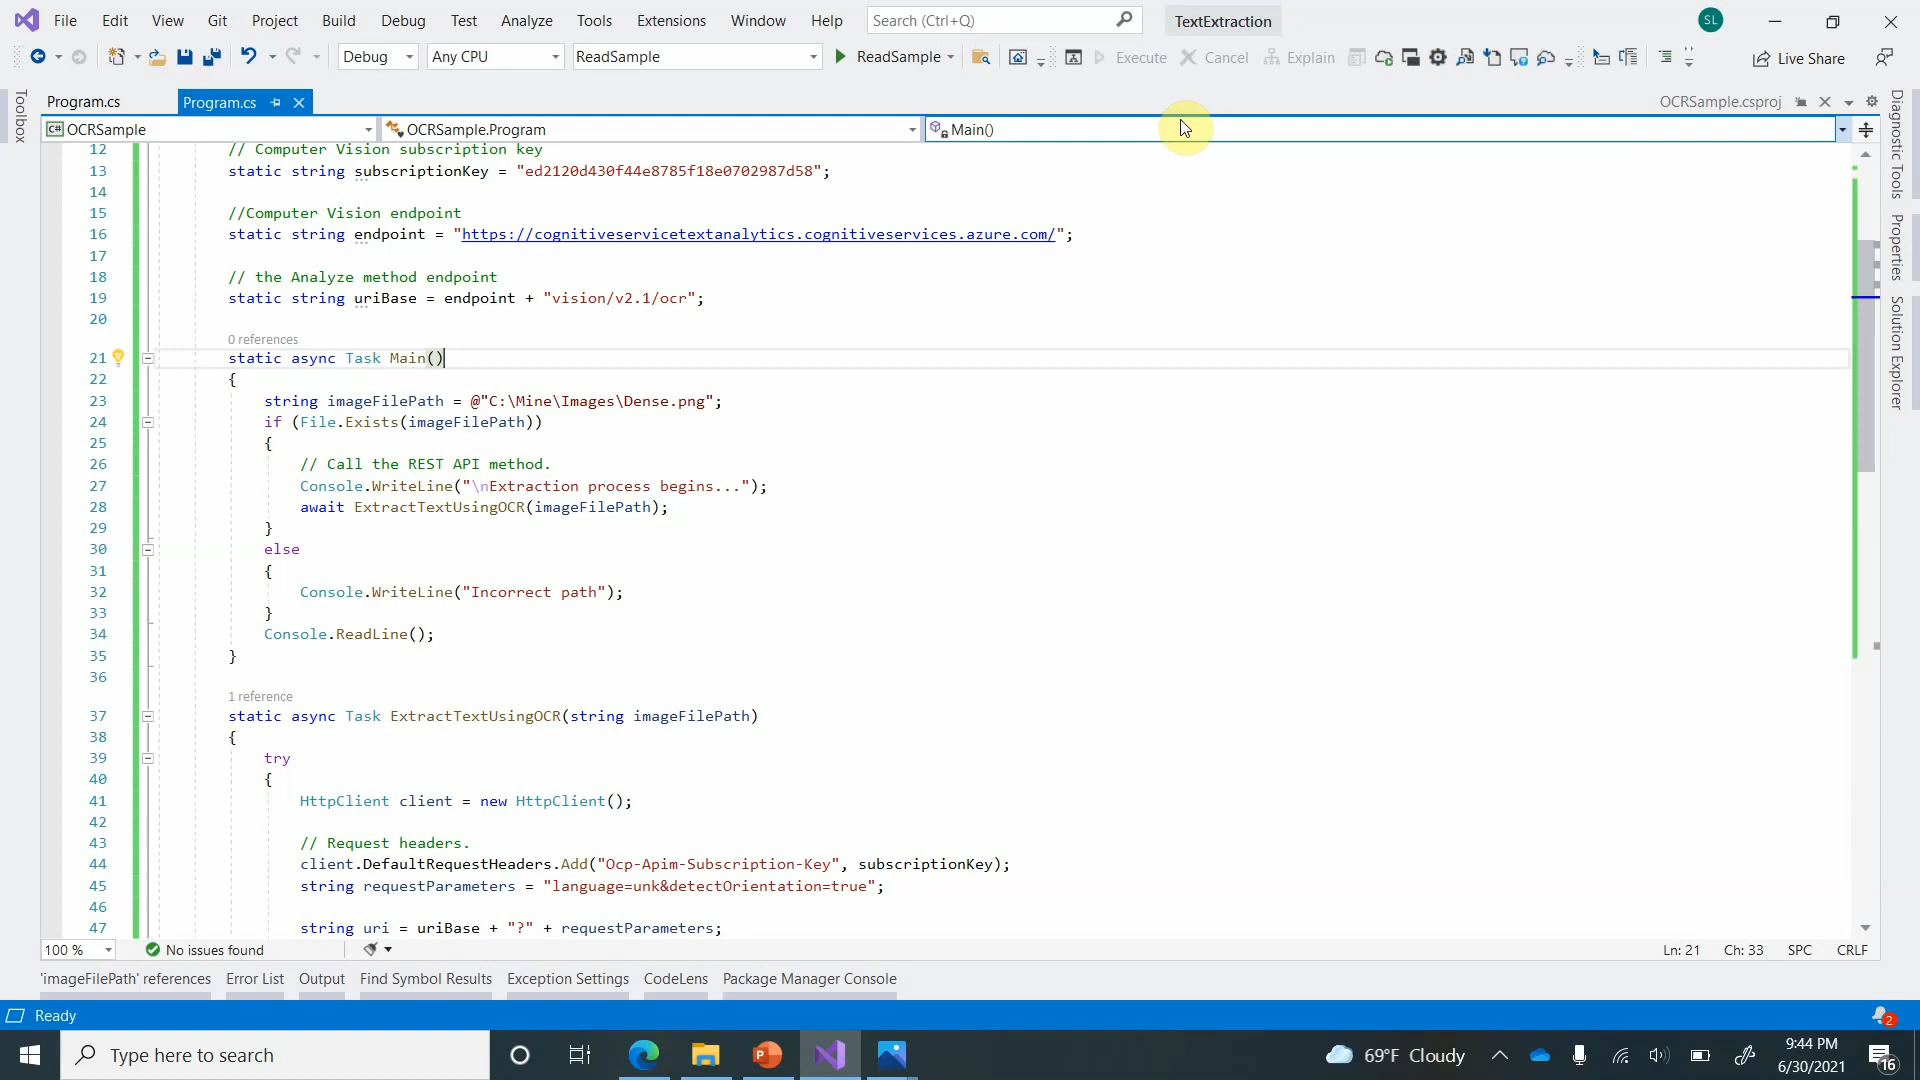 File Edit View Git Project Build Debug Test Analyze Tools Extensions Window Help Search (Ctrl+Q) TextExtraction SL
Debug Any CPU ReadSample ReadSample Execute Cancel Explain Live Share
Program.cs Program.cs OCRSample.csproj
OCRSample OCRSample.Program Main()
Toolbox
Diagnostic Tools
Properties
Solution Explorer
12 // Computer Vision subscription key
13 static string subscriptionKey = "ed2120d430f44e8785f18e0702987d58";
14
15 //Computer Vision endpoint
16 static string endpoint = "https://cognitiveservicetextanalytics.cognitiveservices.azure.com/";
17
18 // the Analyze method endpoint
19 static string uriBase = endpoint + "vision/v2.1/ocr";
20
0 references
21 static async Task Main()
22 {
23 string imageFilePath = @"C:\Mine\Images\Dense.png";
24 if (File.Exists(imageFilePath))
25 {
26 // Call the REST API method.
27 Console.WriteLine("\nExtraction process begins...");
28 await ExtractTextUsingOCR(imageFilePath);
29 }
30 else
31 {
32 Console.WriteLine("Incorrect path");
33 }
34 Console.ReadLine();
35 }
36
1 reference
37 static async Task ExtractTextUsingOCR(string imageFilePath)
38 {
39 try
40 {
41 HttpClient client = new HttpClient();
42
43 // Request headers.
44 client.DefaultRequestHeaders.Add("Ocp-Apim-Subscription-Key", subscriptionKey);
45 string requestParameters = "language=unk&detectOrientation=true";
46
47 string uri = uriBase + "?" + requestParameters;
100 % No issues found Ln: 21 Ch: 33 SPC CRLF
'imageFilePath' references Error List Output Find Symbol Results Exception Settings CodeLens Package Manager Console
Ready 2
Type here to search 69°F Cloudy 9:44 PM
6/30/2021 16